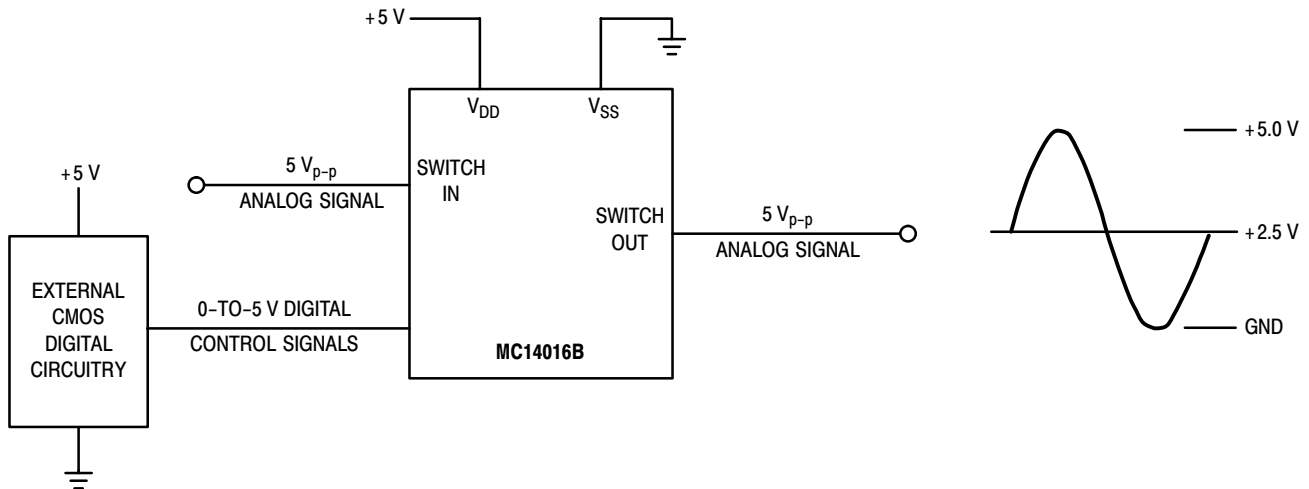 +5 V
V_DD
V_SS
+5.0 V
5 V_p-p
SWITCH
IN
ANALOG SIGNAL
+5 V
SWITCH
OUT
5 V_p-p
ANALOG SIGNAL
+2.5 V
EXTERNAL
CMOS
DIGITAL
CIRCUITRY
0-TO-5 V DIGITAL
CONTROL SIGNALS
MC14016B
GND